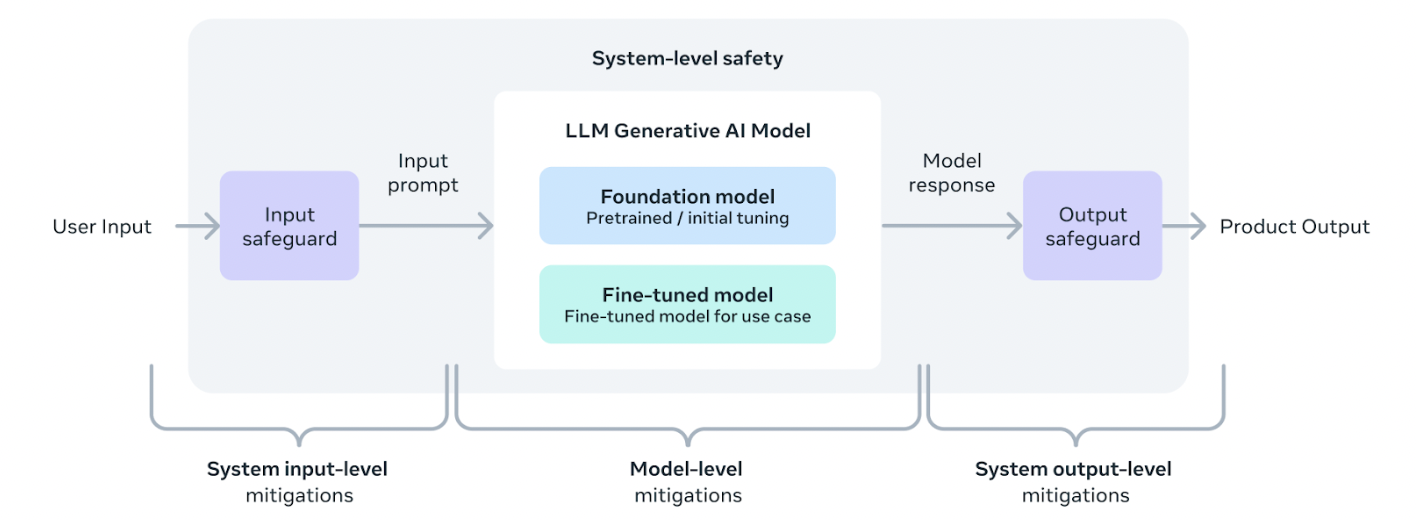 System-level safety
LLM Generative AI Model
Input
prompt
Model
response
Foundation model
Pretrained / initial tuning
User Input
Input
safeguard
Output
safeguard
Product Output
Fine-tuned model
Fine-tuned model for use case
System input-level
mitigations
Model-level
mitigations
System output-level
mitigations